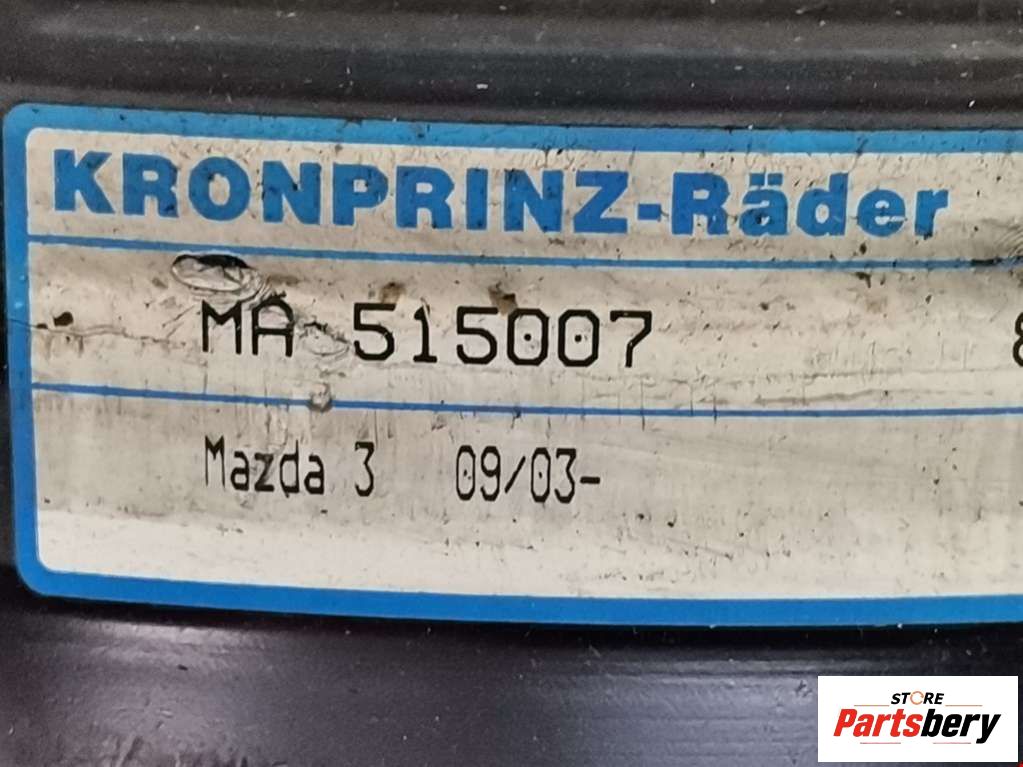 KRONPRINZ-Räder
MA 515007
Mazda 3 09/03-
STORE
Partsbery